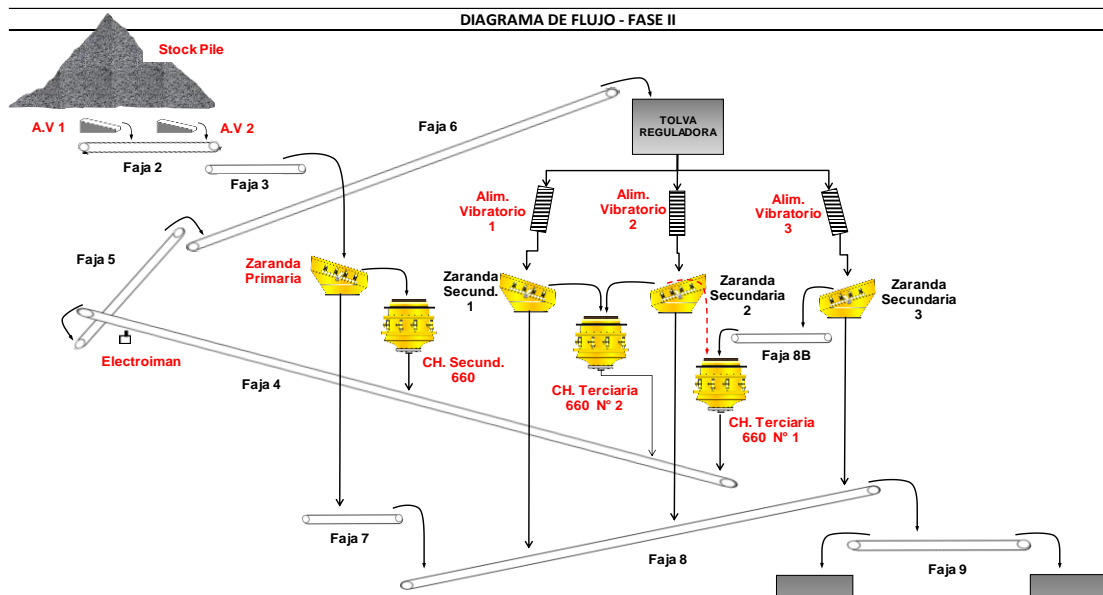 DIAGRAMA DE FLUJO - FASE II
Stock Pile
A.V 1
A.V 2
Faja 2
Faja 3
Faja 6
TOLVA
REGULADORA
Alim.
Vibratorio
1
Alim.
Vibratorio
2
Alim.
Vibratorio
3
Faja 5
Zaranda
Primaria
Zaranda
Secund.
1
Zaranda
Secundaria
2
Zaranda
Secundaria
3
Electroiman
Faja 4
CH. Secund.
660
CH. Terciaria
660 N° 2
Faja 8B
CH. Terciaria
660 N° 1
Faja 7
Faja 8
Faja 9